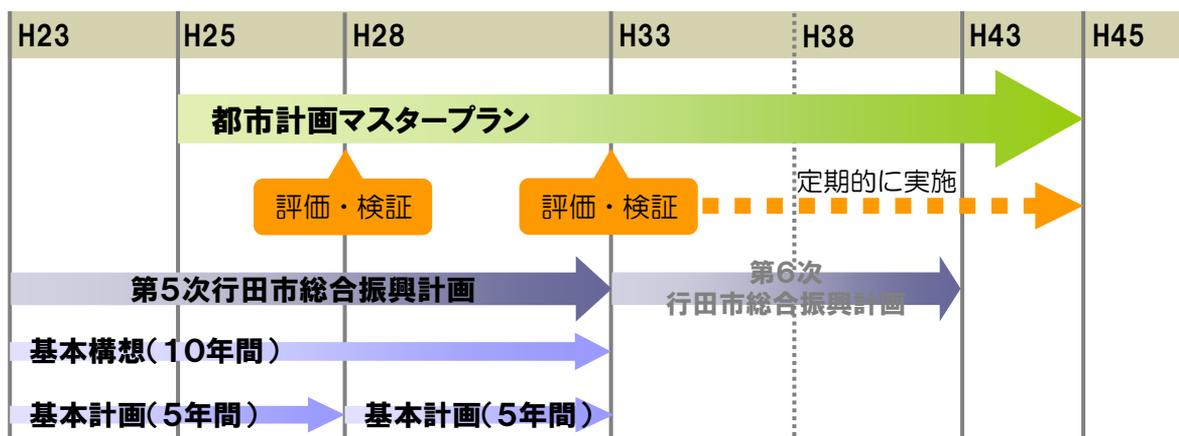 H23 H25 H28 H33 H38 H43 H45
都市計画マスタープラン
定期的に実施
評価・検証 評価・検証
第6次
第5次行田市総合振興計画
行田市総合振興計画
基本構想(10年間)
基本計画(5年間) 基本計画(5年間)